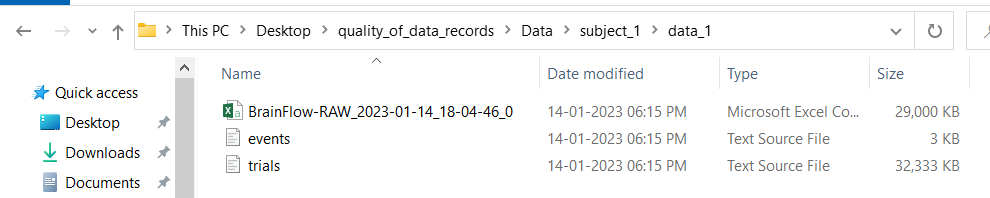 This PC > Desktop > quality_of_data_records > Data > subject_1 > data_1
Quick access
Desktop
Downloads
Documents
Name Date modified Type Size
BrainFlow-RAW_2023-01-14_18-04-46_0 14-01-2023 06:15 PM Microsoft Excel Co... 29,000 KB
events 14-01-2023 06:15 PM Text Source File 3 KB
trials 14-01-2023 06:15 PM Text Source File 32,333 KB